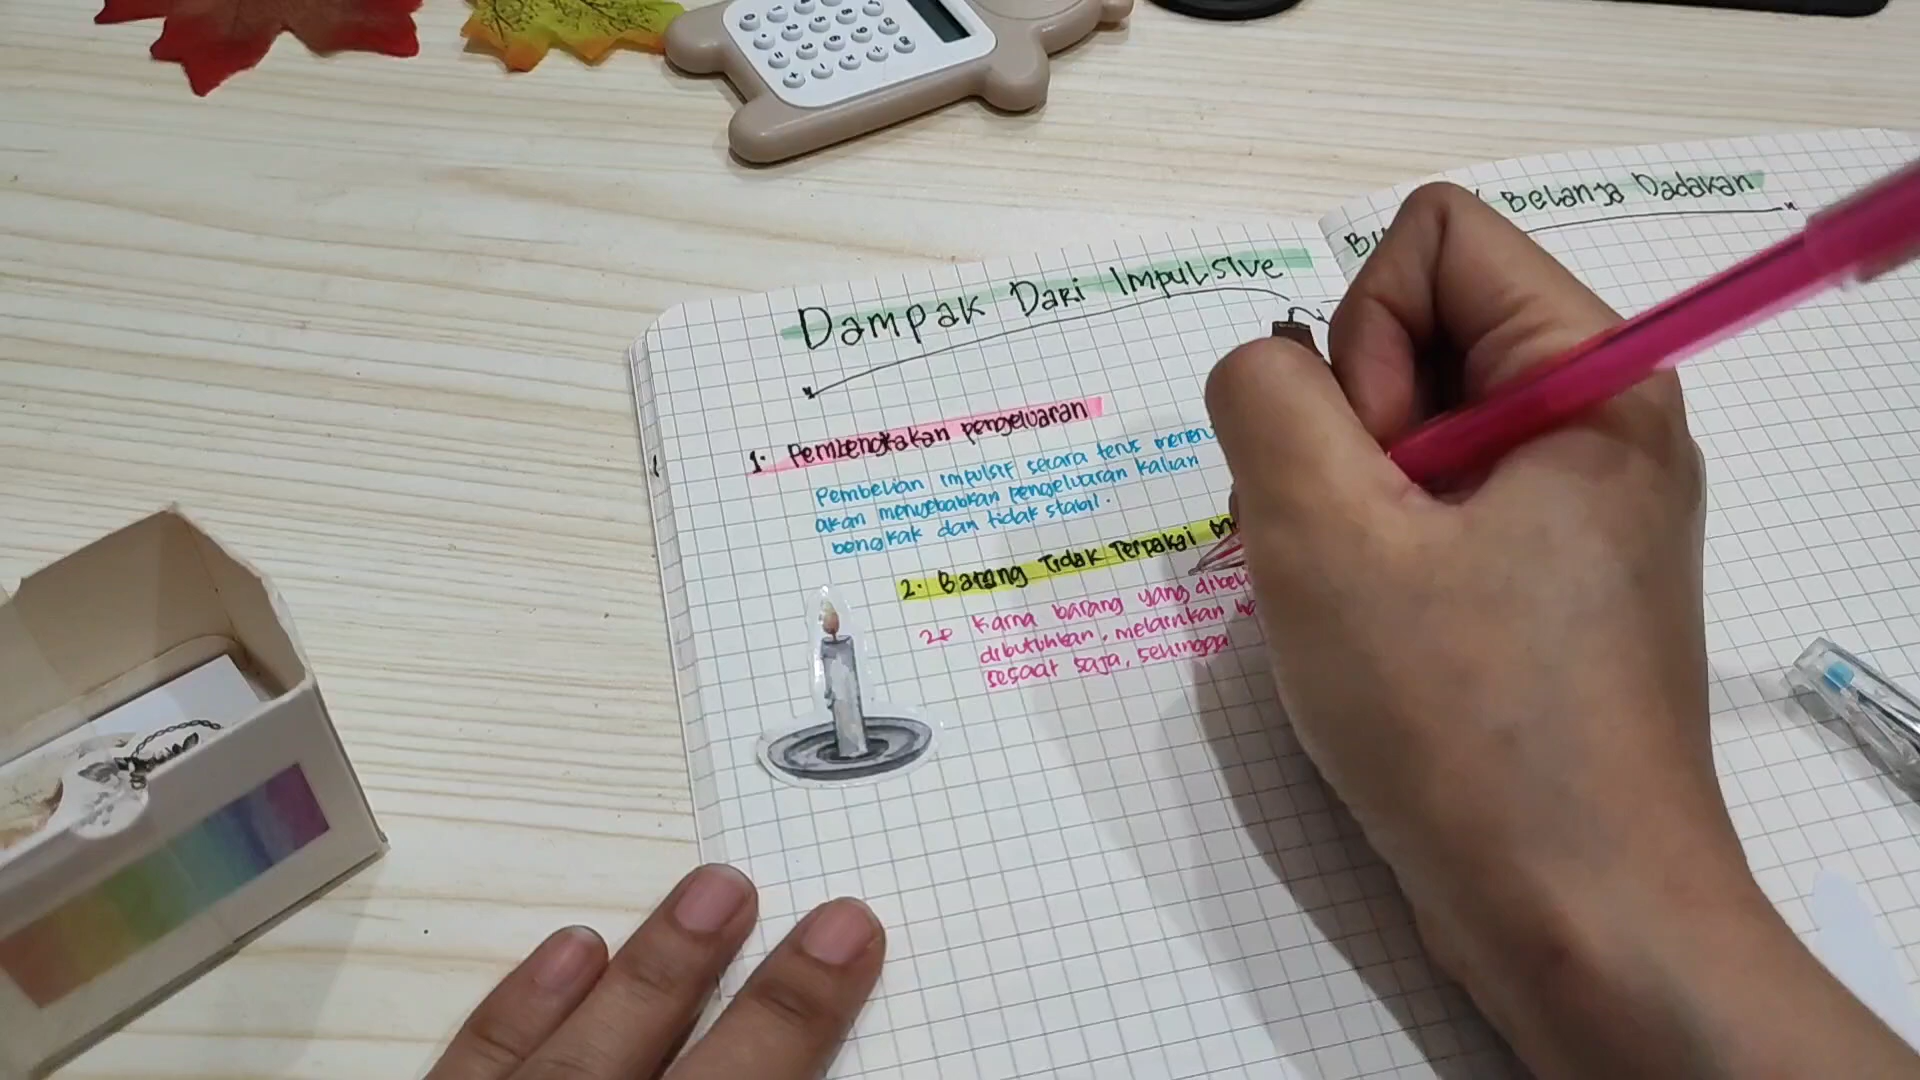 Dampak Dari Impulsive
1. Pembengkakan pengeluaran
Pembelian impulsif secara terus
akan menyebabkan pengeluaran kalian
bengkak dan tidak stabil.
2. Barang Tidak Terpakai
Karna barang yang dibeli
dibutuhkan, melainkan
sesaat saja, sehingga
Belanja Dadakan